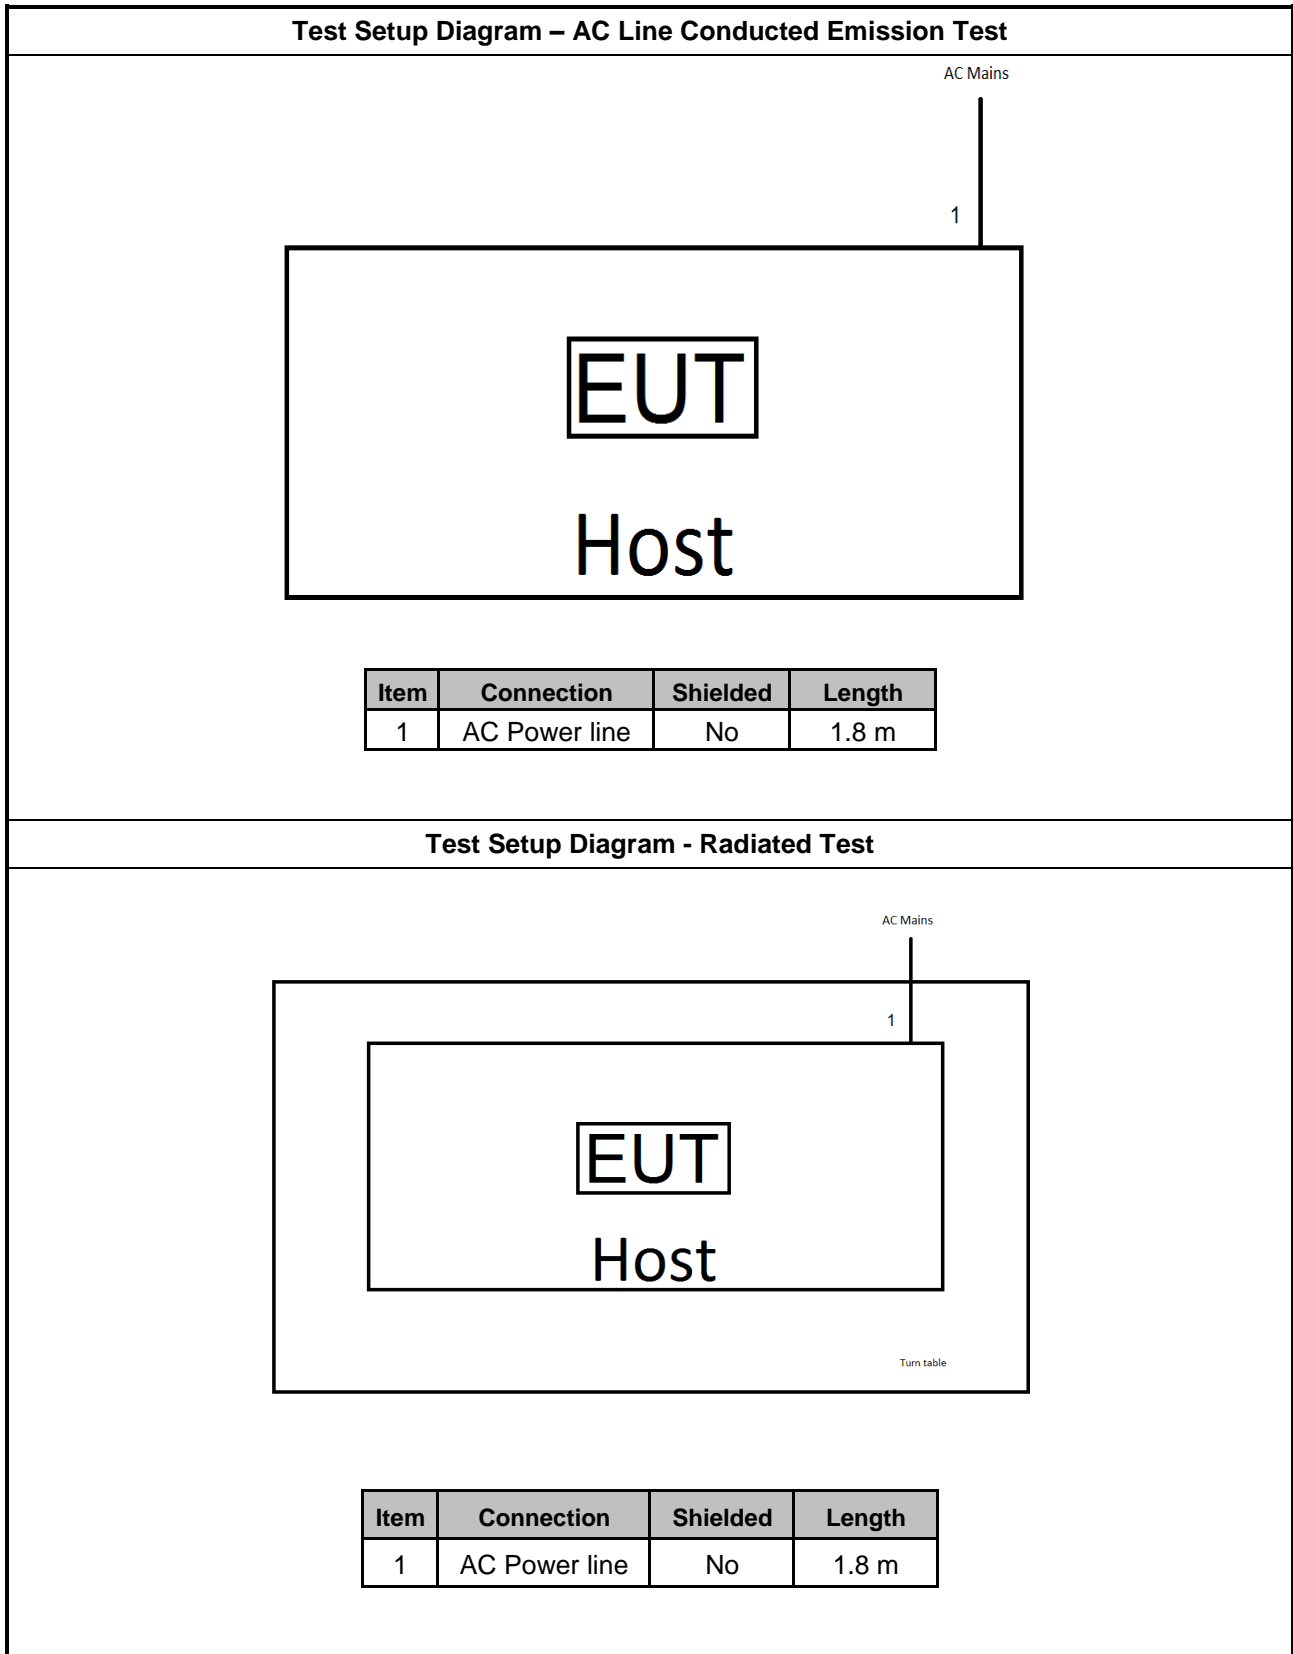 Test Setup Diagram – AC Line Conducted Emission Test
AC Mains
1
EUT
Host
Item Connection Shielded Length
1 AC Power line No 1.8 m
Test Setup Diagram - Radiated Test
AC Mains
1
EUT
Host
Turn table
Item Connection Shielded Length
1 AC Power line No 1.8 m